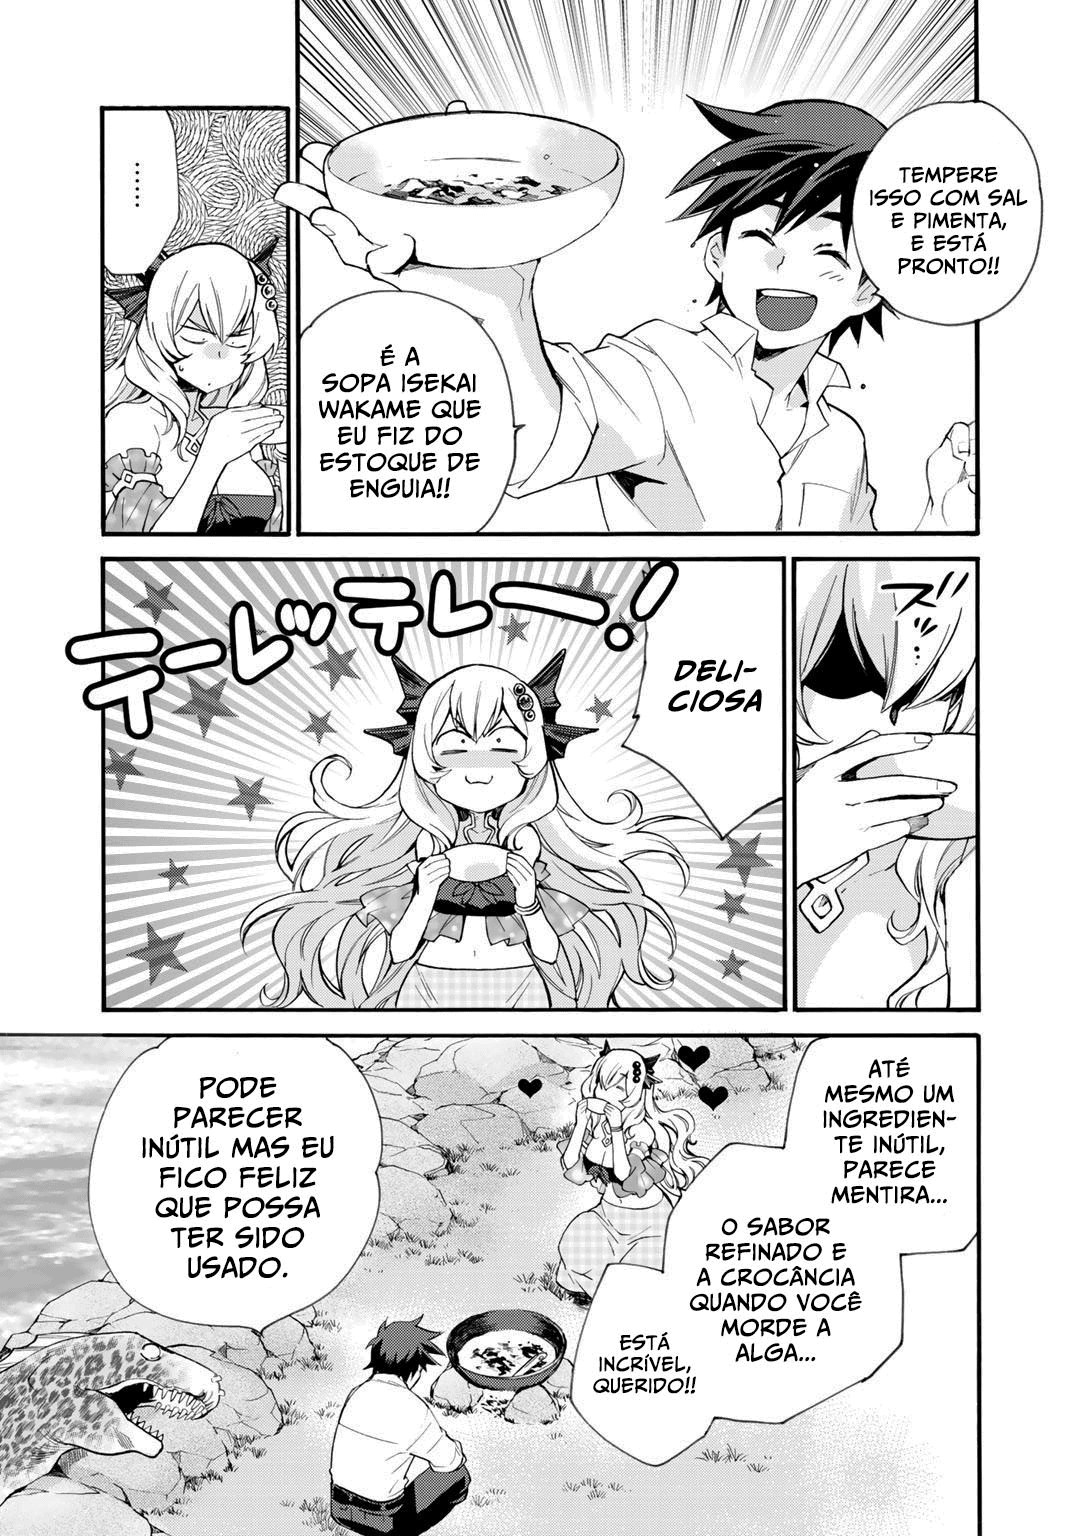 TEMPERE
ISSO COM SAL
E PIMENTA,
E ESTÁ
PRONTO!!
É A
SOPA ISEKAI
WAKAME QUE
EU FIZ DO
ESTOQUE DE
ENGUIA!!
........
ズズ
DELI-
CIOSA
テーレッテレー!
ATÉ
MESMO UM
INGREDIEN-
TE INÚTIL,
PARECE
MENTIRA...
O SABOR
REFINADO E
A CROCÂNCIA
QUANDO VOCÊ
MORDE A
ALGA...
ESTÁ
INCRÍVEL,
QUERIDO!!
PODE
PARECER
INÚTIL MAS EU
FICO FELIZ
QUE POSSA
TER SIDO
USADO.